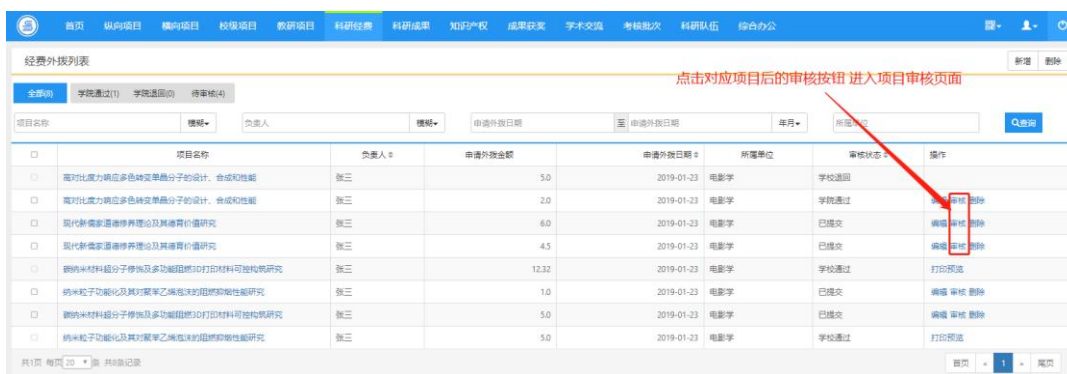 首页 纵向项目 横向项目 校级项目 教研项目 科研经费 科研成果 知识产权 成果获奖 学术交流 考核批次 科研队伍 综合办公
经费外拨列表 新增 删除
点击对应项目后的审核按钮 进入项目审核页面
全部(8) 学院通过(1) 学院退回(0) 待审核(4)
项目名称 模糊 负责人 模糊 申请外拨日期 至 申请外拨日期 年月 所属单位 查询
项目名称 负责人 申请外拨金额 申请外拨日期 所属单位 审核状态 操作
高对比度力响应多色转变单晶分子的设计、合成和性能 张三 5.0 2019-01-23 电影学 学校退回
高对比度力响应多色转变单晶分子的设计、合成和性能 张三 2.0 2019-01-23 电影学 学院通过 编辑 审核 删除
现代新儒家道德修养理论及其德育价值研究 张三 6.0 2019-01-23 电影学 已提交 编辑 审核 删除
现代新儒家道德修养理论及其德育价值研究 张三 4.5 2019-01-23 电影学 已提交 编辑 审核 删除
碳纳米材料超分子修饰及多功能阻燃3D打印材料可控构筑研究 张三 12.32 2019-01-23 电影学 学校通过 打印预览
纳米粒子功能化及其对聚苯乙烯泡沫的阻燃抑烟性能研究 张三 1.0 2019-01-23 电影学 已提交 编辑 审核 删除
碳纳米材料超分子修饰及多功能阻燃3D打印材料可控构筑研究 张三 5.0 2019-01-23 电影学 已提交 编辑 审核 删除
纳米粒子功能化及其对聚苯乙烯泡沫的阻燃抑烟性能研究 张三 5.0 2019-01-23 电影学 学校通过 打印预览
共1页 每页 20 条 共8条记录 首页 « 1 » 尾页